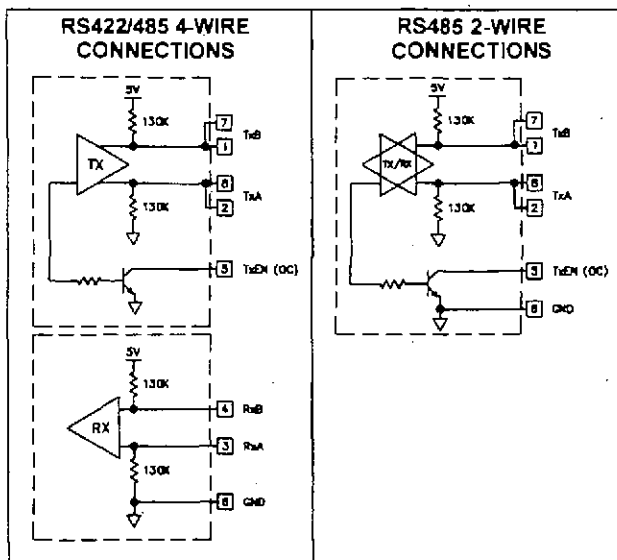 RS422/485 4-WIRE
CONNECTIONS
5V
130K
7
TxB
1
TX
8
TxA
2
130K
5
TxEN (OC)
5V
130K
4
RxB
RX
3
RxA
130K
6
GND
RS485 2-WIRE
CONNECTIONS
5V
130K
7
TxB
1
TX/RX
8
TxA
2
130K
5
TxEN (OC)
6
GND